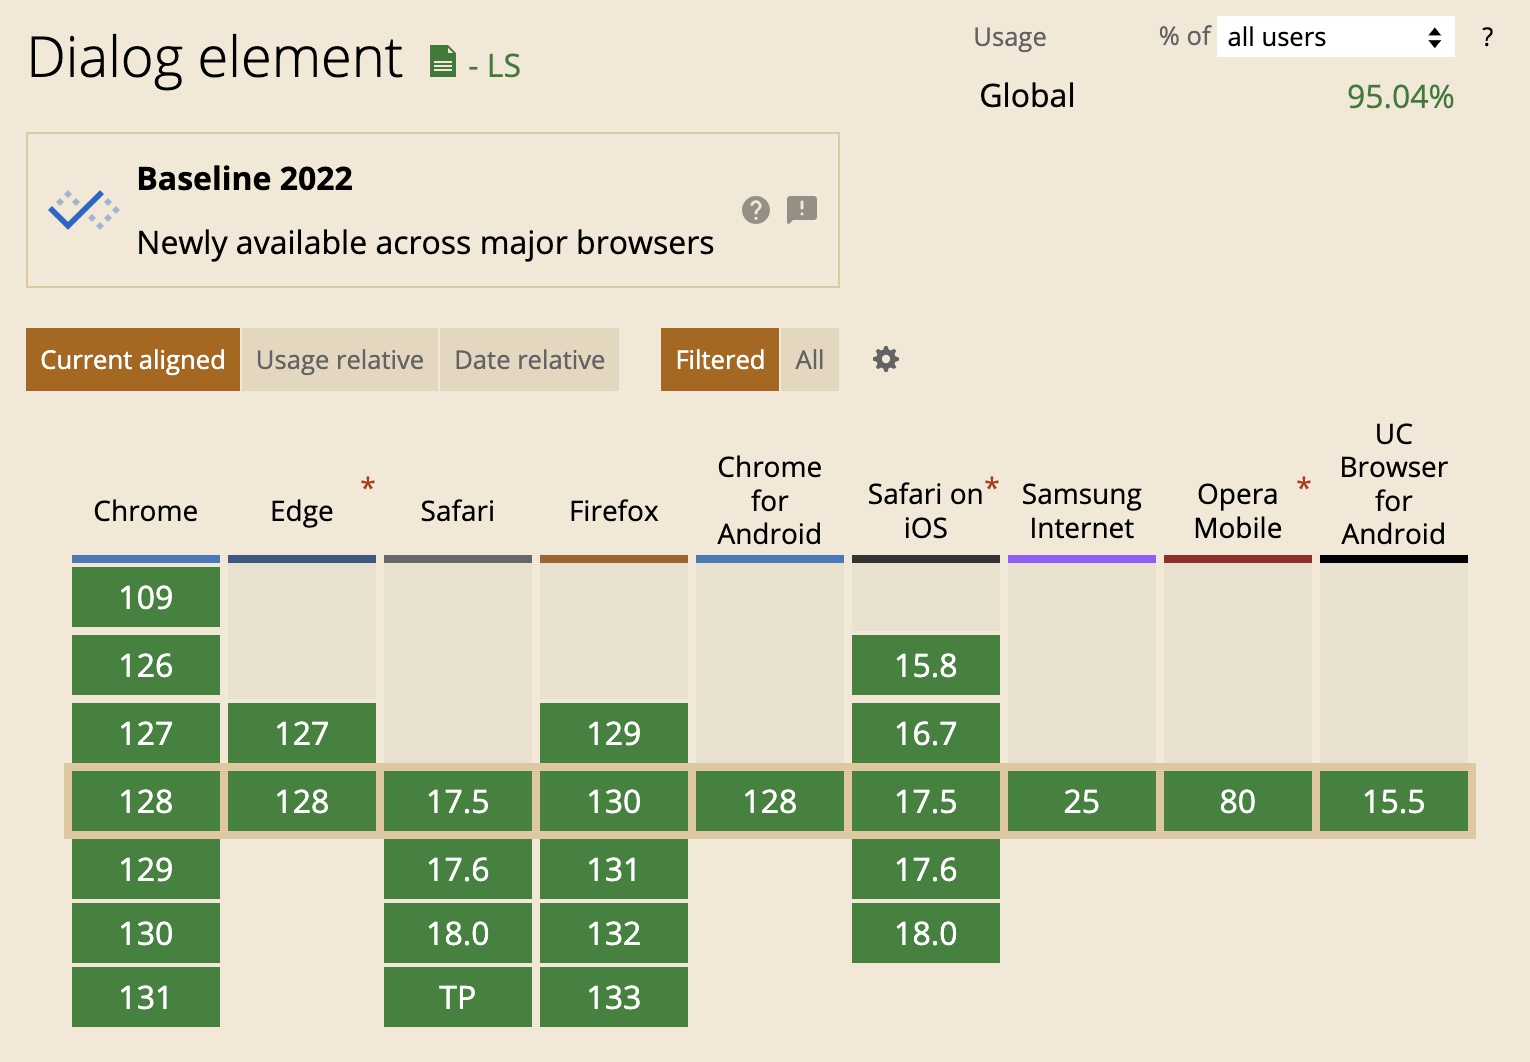 Dialog element - LS
Usage % of all users ?
Global 95.04%
Baseline 2022
Newly available across major browsers
Current aligned Usage relative Date relative Filtered All
Chrome
Edge *
Safari
Firefox
Chrome
for
Android
Safari on *
iOS
Samsung
Internet
Opera *
Mobile
UC
Browser
for
Android
109
126 15.8
127 127 129 16.7
128 128 17.5 130 128 17.5 25 80 15.5
129 17.6 131 17.6
130 18.0 132 18.0
131 TP 133